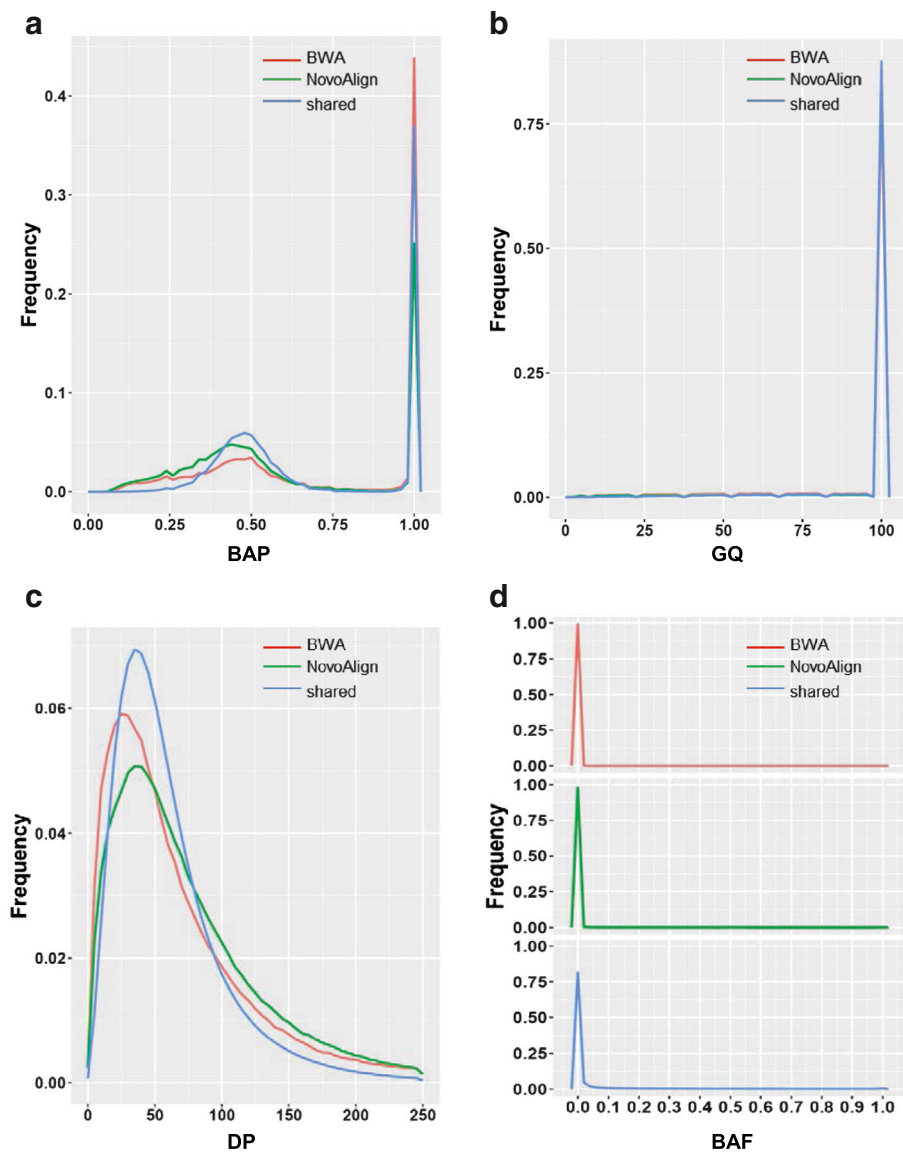 a
BWA
NovoAlign
shared
0.4
0.3
0.2
0.1
0.0
Frequency
0.00 0.25 0.50 0.75 1.00
BAP
b
BWA
NovoAlign
shared
0.75
0.50
0.25
0.00
Frequency
0 25 50 75 100
GQ
c
BWA
NovoAlign
shared
0.06
0.04
0.02
0.00
Frequency
0 50 100 150 200 250
DP
d
BWA
NovoAlign
shared
1.00
0.75
0.50
0.25
0.00
1.00
0.75
0.50
0.25
0.00
1.00
0.75
0.50
0.25
0.00
Frequency
0.0 0.1 0.2 0.3 0.4 0.5 0.6 0.7 0.8 0.9 1.0
BAF